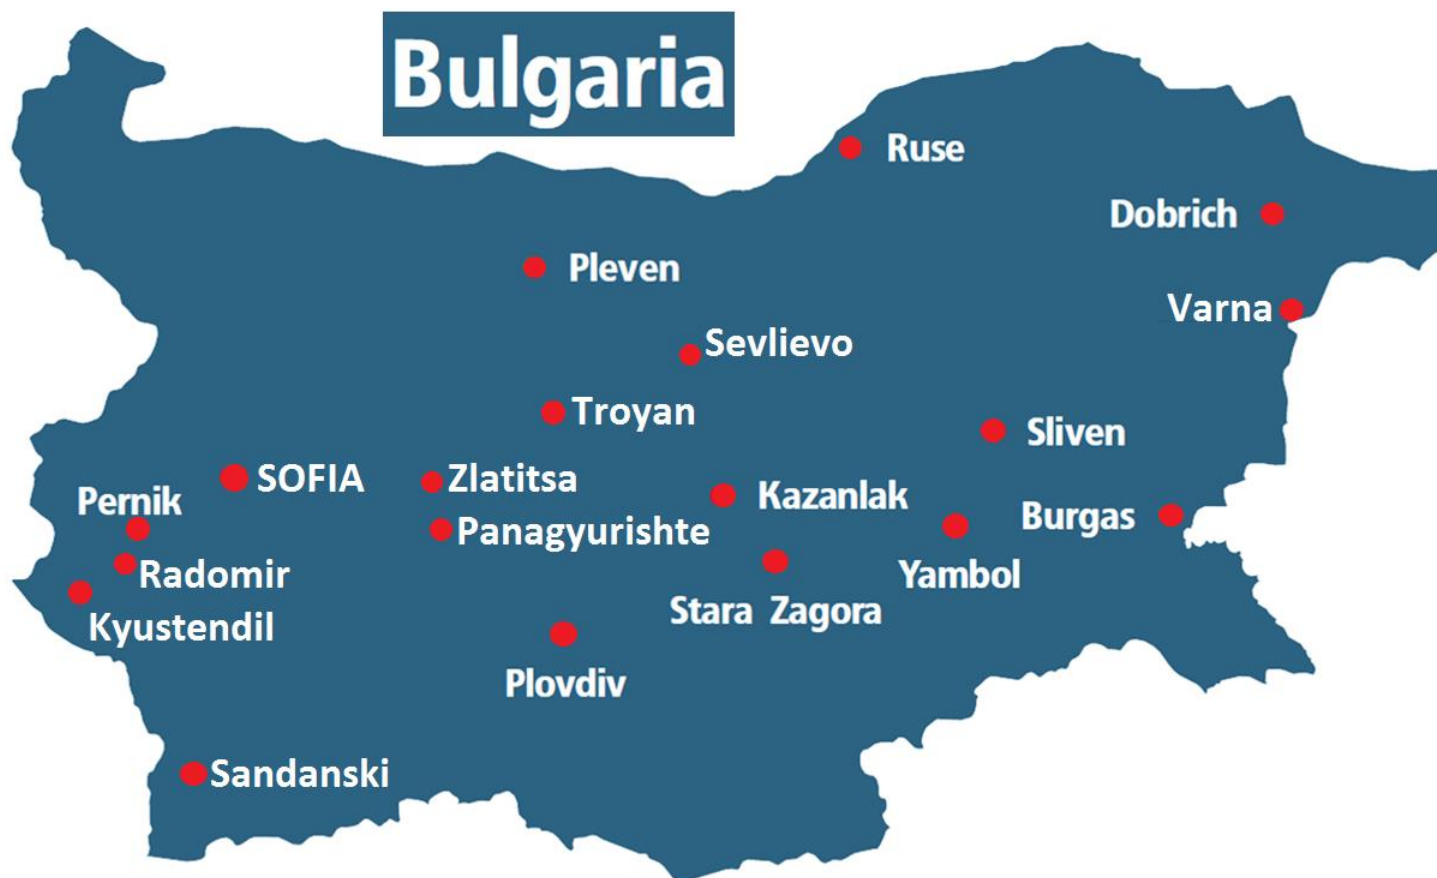 Bulgaria
Ruse
Dobrich
Pleven
Varna
Sevlievo
Troyan
Sliven
SOFIA
Zlatitsa
Kazanlak
Pernik
Burgas
Panagyurishte
Radomir
Yambol
Stara Zagora
Kyustendil
Plovdiv
Sandanski